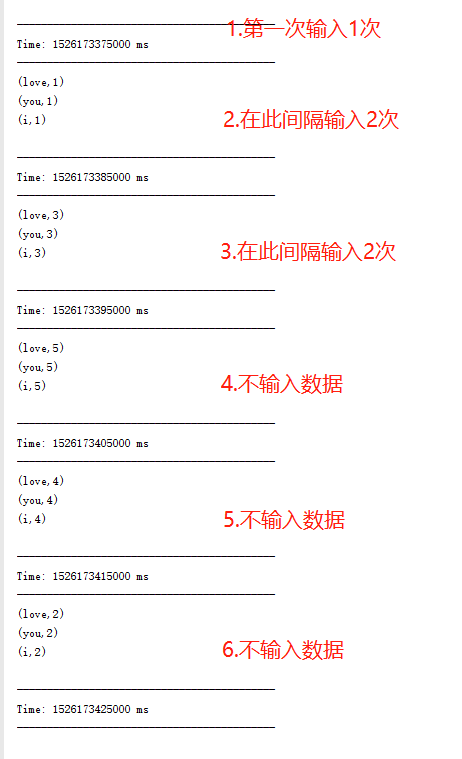 -------------------------------------------
1.第一次输入1次
Time: 1526173375000 ms
-------------------------------------------
(love,1)
(you,1)
(i,1)
2.在此间隔输入2次
-------------------------------------------
Time: 1526173385000 ms
-------------------------------------------
(love,3)
(you,3)
(i,3)
3.在此间隔输入2次
-------------------------------------------
Time: 1526173395000 ms
-------------------------------------------
(love,5)
(you,5)
(i,5)
4.不输入数据
-------------------------------------------
Time: 1526173405000 ms
-------------------------------------------
(love,4)
(you,4)
(i,4)
5.不输入数据
-------------------------------------------
Time: 1526173415000 ms
-------------------------------------------
(love,2)
(you,2)
(i,2)
6.不输入数据
-------------------------------------------
Time: 1526173425000 ms
-------------------------------------------